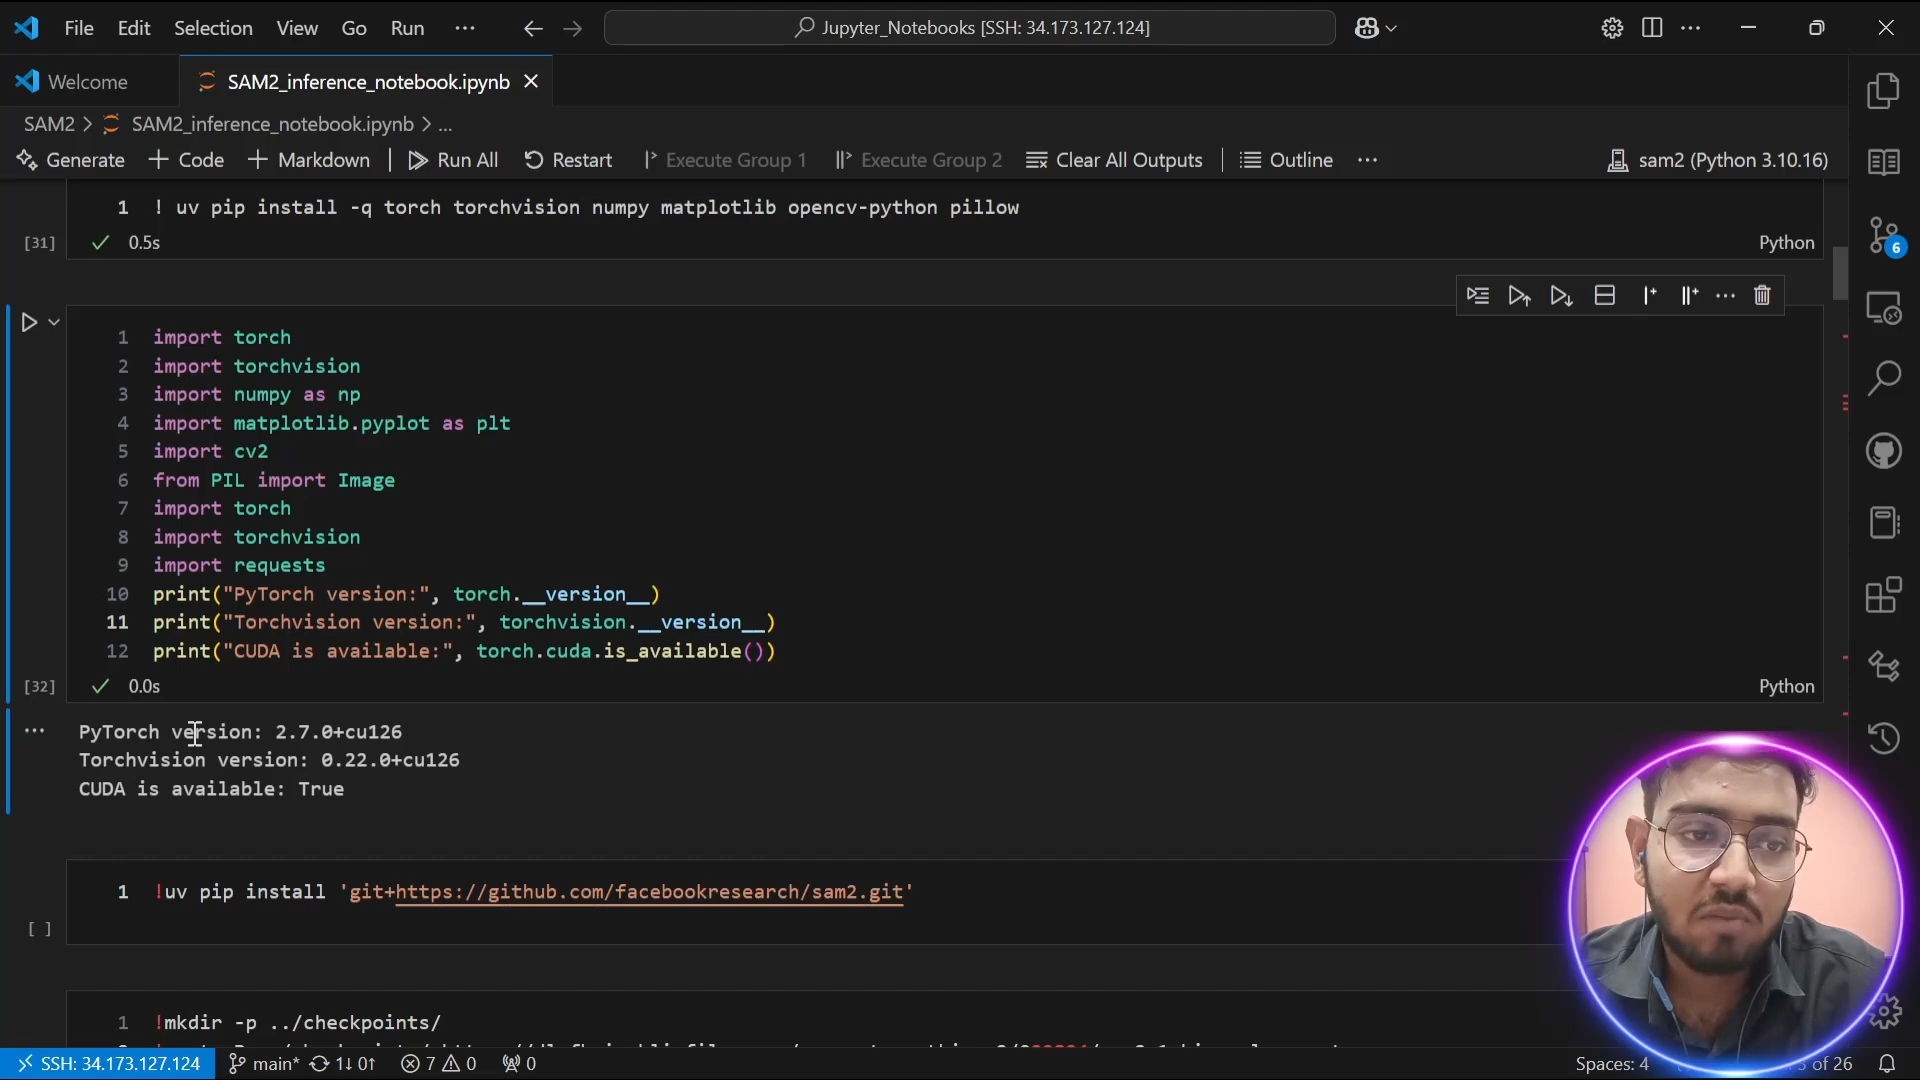 File Edit Selection View Go Run ... Jupyter_Notebooks [SSH: 34.173.127.124]
Welcome SAM2_inference_notebook.ipynb
SAM2 > SAM2_inference_notebook.ipynb > ...
Generate + Code + Markdown Run All Restart Execute Group 1 Execute Group 2 Clear All Outputs Outline ... sam2 (Python 3.10.16)
1 ! uv pip install -q torch torchvision numpy matplotlib opencv-python pillow
[31] 0.5s Python
6
1 import torch
2 import torchvision
3 import numpy as np
4 import matplotlib.pyplot as plt
5 import cv2
6 from PIL import Image
7 import torch
8 import torchvision
9 import requests
10 print("PyTorch version:", torch.__version__)
11 print("Torchvision version:", torchvision.__version__)
12 print("CUDA is available:", torch.cuda.is_available())
[32] 0.0s Python
PyTorch version: 2.7.0+cu126
Torchvision version: 0.22.0+cu126
CUDA is available: True
1 !uv pip install 'git+https://github.com/facebookresearch/sam2.git'
[ ]
1 !mkdir -p ../checkpoints/
SSH: 34.173.127.124 main* 1↓ 0↑ 7 0 0 Spaces: 4 of 26